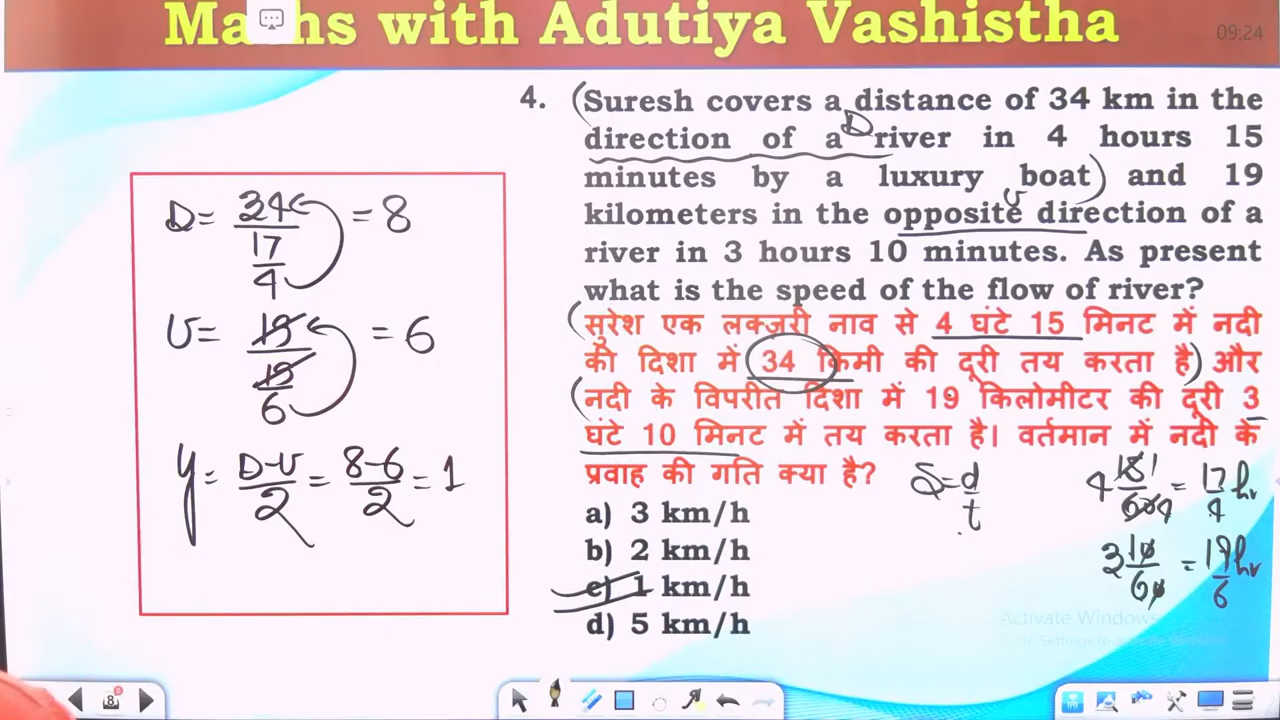 Ma hs with Adutiya Vashistha
09:24
4. (Suresh covers a distance of 34 km in the
D
direction of a river in 4 hours 15
minutes by a luxury boat) and 19
U
kilometers in the opposite direction of a
river in 3 hours 10 minutes. As present
what is the speed of the flow of river?
(सुरेश एक लक्ज़री नाव से 4 घंटे 15 मिनट में नदी
की दिशा में 34 किमी की दूरी तय करता है) और
(नदी के विपरीत दिशा में 19 किलोमीटर की दूरी 3
घंटे 10 मिनट में तय करता है। वर्तमान में नदी के
प्रवाह की गति क्या है?
a) 3 km/h
b) 2 km/h
c) 1 km/h
d) 5 km/h
D = 34 / 17/4 = 8
U = 19 / 19/6 = 6
y = D-U/2 = 8-6/2 = 1
S = d/t
4 15/60 4 = 17/4 hr
3 10/60 = 19/6 hr
Activate Windows
8